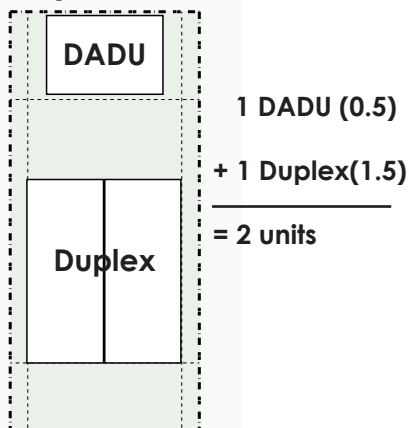 DADU
1 DADU (0.5)
+ 1 Duplex(1.5)
= 2 units
Duplex